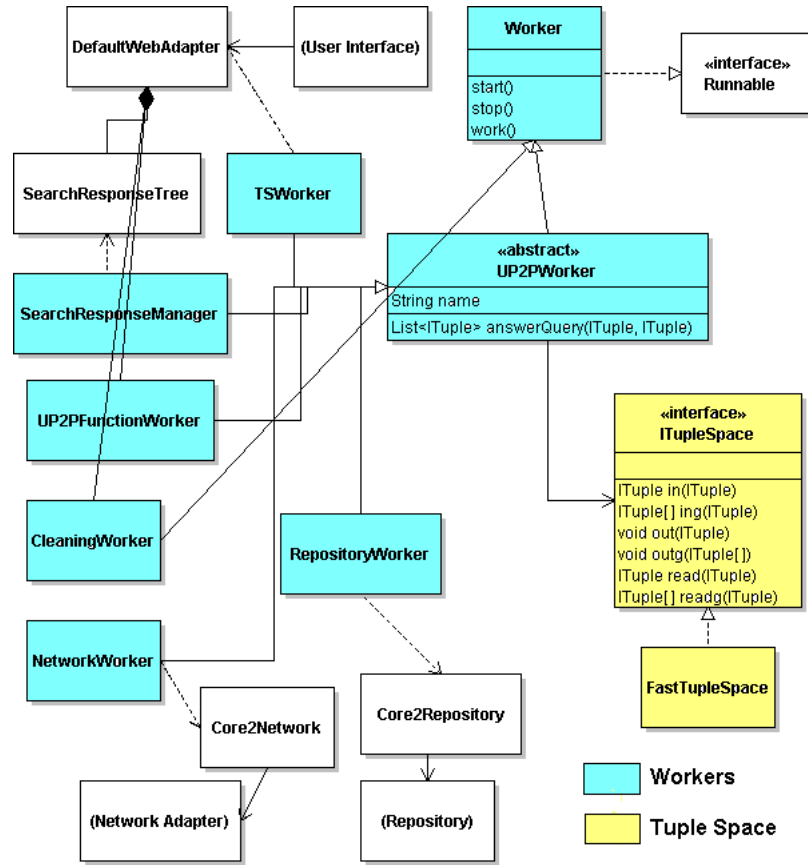 DefaultWebAdapter
(User Interface)
Worker
start()
stop()
work()
«interface»
Runnable
SearchResponseTree
TSWorker
«abstract»
UP2PWorker
String name
List<ITuple> answerQuery(ITuple, ITuple)
SearchResponseManager
UP2PFunctionWorker
«interface»
ITupleSpace
ITuple in(ITuple)
ITuple[] ing(ITuple)
void out(ITuple)
void outg(ITuple[])
ITuple read(ITuple)
ITuple[] readg(ITuple)
CleaningWorker
RepositoryWorker
NetworkWorker
FastTupleSpace
Core2Network
Core2Repository
(Network Adapter)
(Repository)
Workers
Tuple Space